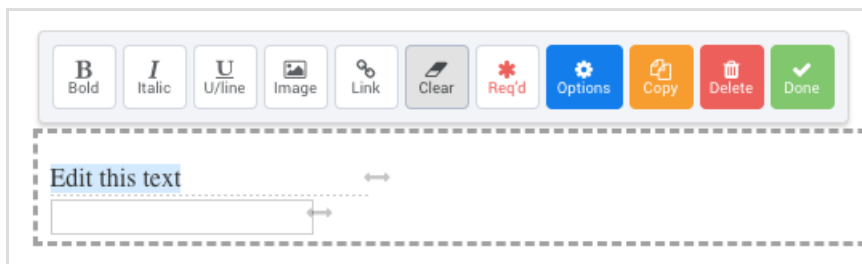 B I U
Bold Italic U/line Image Link Clear Req'd Options Copy Delete Done
Edit this text